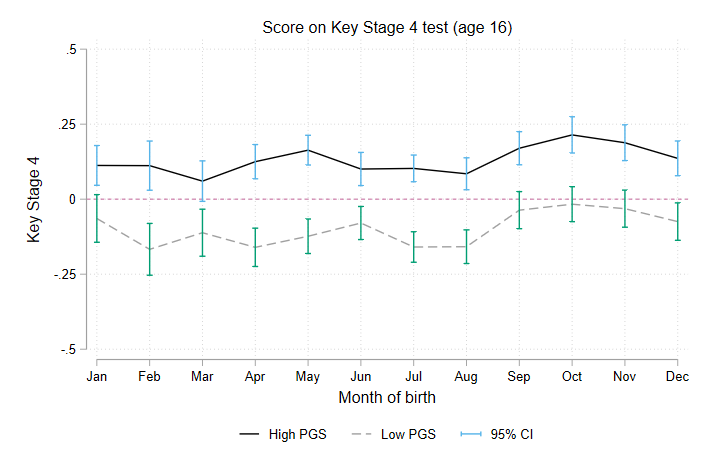 Score on Key Stage 4 test (age 16)
.5
.25
0
-.25
-.5
Key Stage 4
Jan Feb Mar Apr May Jun Jul Aug Sep Oct Nov Dec
Month of birth
High PGS Low PGS 95% CI